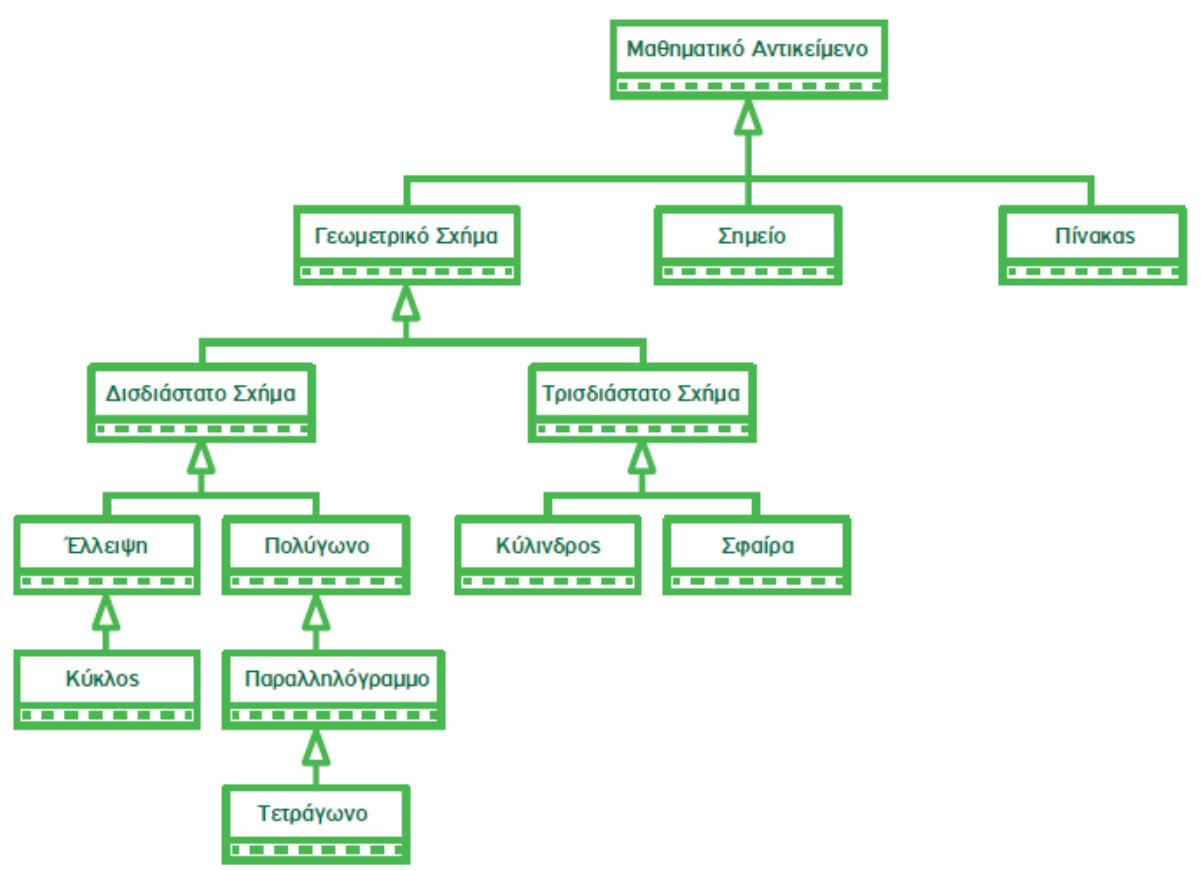 Μαθηματικό Αντικείμενο
Γεωμετρικό Σχήμα
Σημείο
Πίνακας
Δισδιάστατο Σχήμα
Τρισδιάστατο Σχήμα
Έλλειψη
Πολύγωνο
Κύλινδρος
Σφαίρα
Κύκλος
Παραλληλόγραμμο
Τετράγωνο